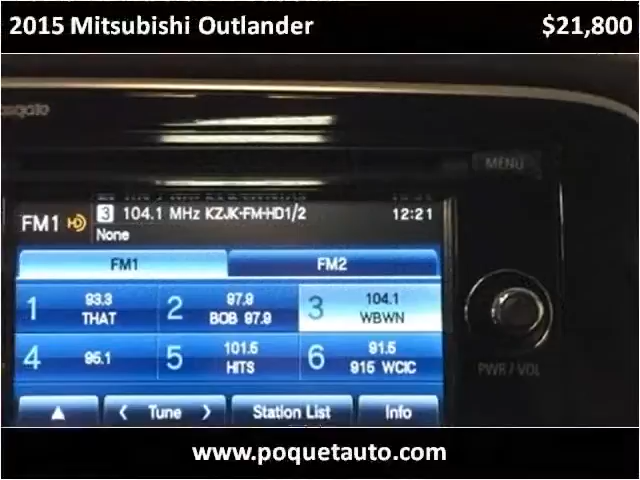 2015 Mitsubishi Outlander $21,800
MENU
FM1 HD 3 104.1 MHz KZJK-FM-HD1/2 12:21
None
FM1 FM2
1 93.3 THAT 2 97.9 BOB 97.9 3 104.1 WBWN
4 95.1 5 101.5 HITS 6 91.5 915 WCIC
PWR / VOL
▲ < Tune > Station List Info
www.poquetauto.com